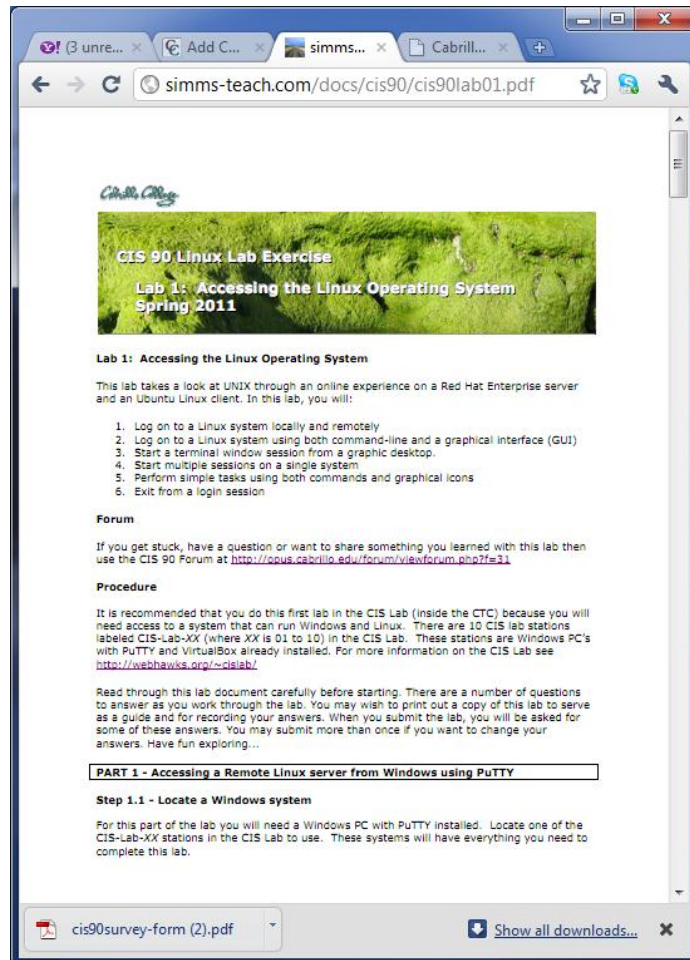 (3 unre...
Add C...
simms...
Cabrill...
simms-teach.com/docs/cis90/cis90lab01.pdf
Cabrillo College
CIS 90 Linux Lab Exercise
Lab 1: Accessing the Linux Operating System
Spring 2011
Lab 1: Accessing the Linux Operating System
This lab takes a look at UNIX through an online experience on a Red Hat Enterprise server
and an Ubuntu Linux client. In this lab, you will:
1. Log on to a Linux system locally and remotely
2. Log on to a Linux system using both command-line and a graphical interface (GUI)
3. Start a terminal window session from a graphic desktop.
4. Start multiple sessions on a single system
5. Perform simple tasks using both commands and graphical icons
6. Exit from a login session
Forum
If you get stuck, have a question or want to share something you learned with this lab then
use the CIS 90 Forum at http://opus.cabrillo.edu/forum/viewforum.php?f=31
Procedure
It is recommended that you do this first lab in the CIS Lab (inside the CTC) because you will
need access to a system that can run Windows and Linux. There are 10 CIS lab stations
labeled CIS-Lab-XX (where XX is 01 to 10) in the CIS Lab. These stations are Windows PC's
with PuTTY and VirtualBox already installed. For more information on the CIS Lab see
http://webhawks.org/~cislab/
Read through this lab document carefully before starting. There are a number of questions
to answer as you work through the lab. You may wish to print out a copy of this lab to serve
as a guide and for recording your answers. When you submit the lab, you will be asked for
some of these answers. You may submit more than once if you want to change your
answers. Have fun exploring...
PART 1 - Accessing a Remote Linux server from Windows using PuTTY
Step 1.1 - Locate a Windows system
For this part of the lab you will need a Windows PC with PuTTY installed. Locate one of the
CIS-Lab-XX stations in the CIS Lab to use. These systems will have everything you need to
complete this lab.
cis90survey-form (2).pdf
Show all downloads...